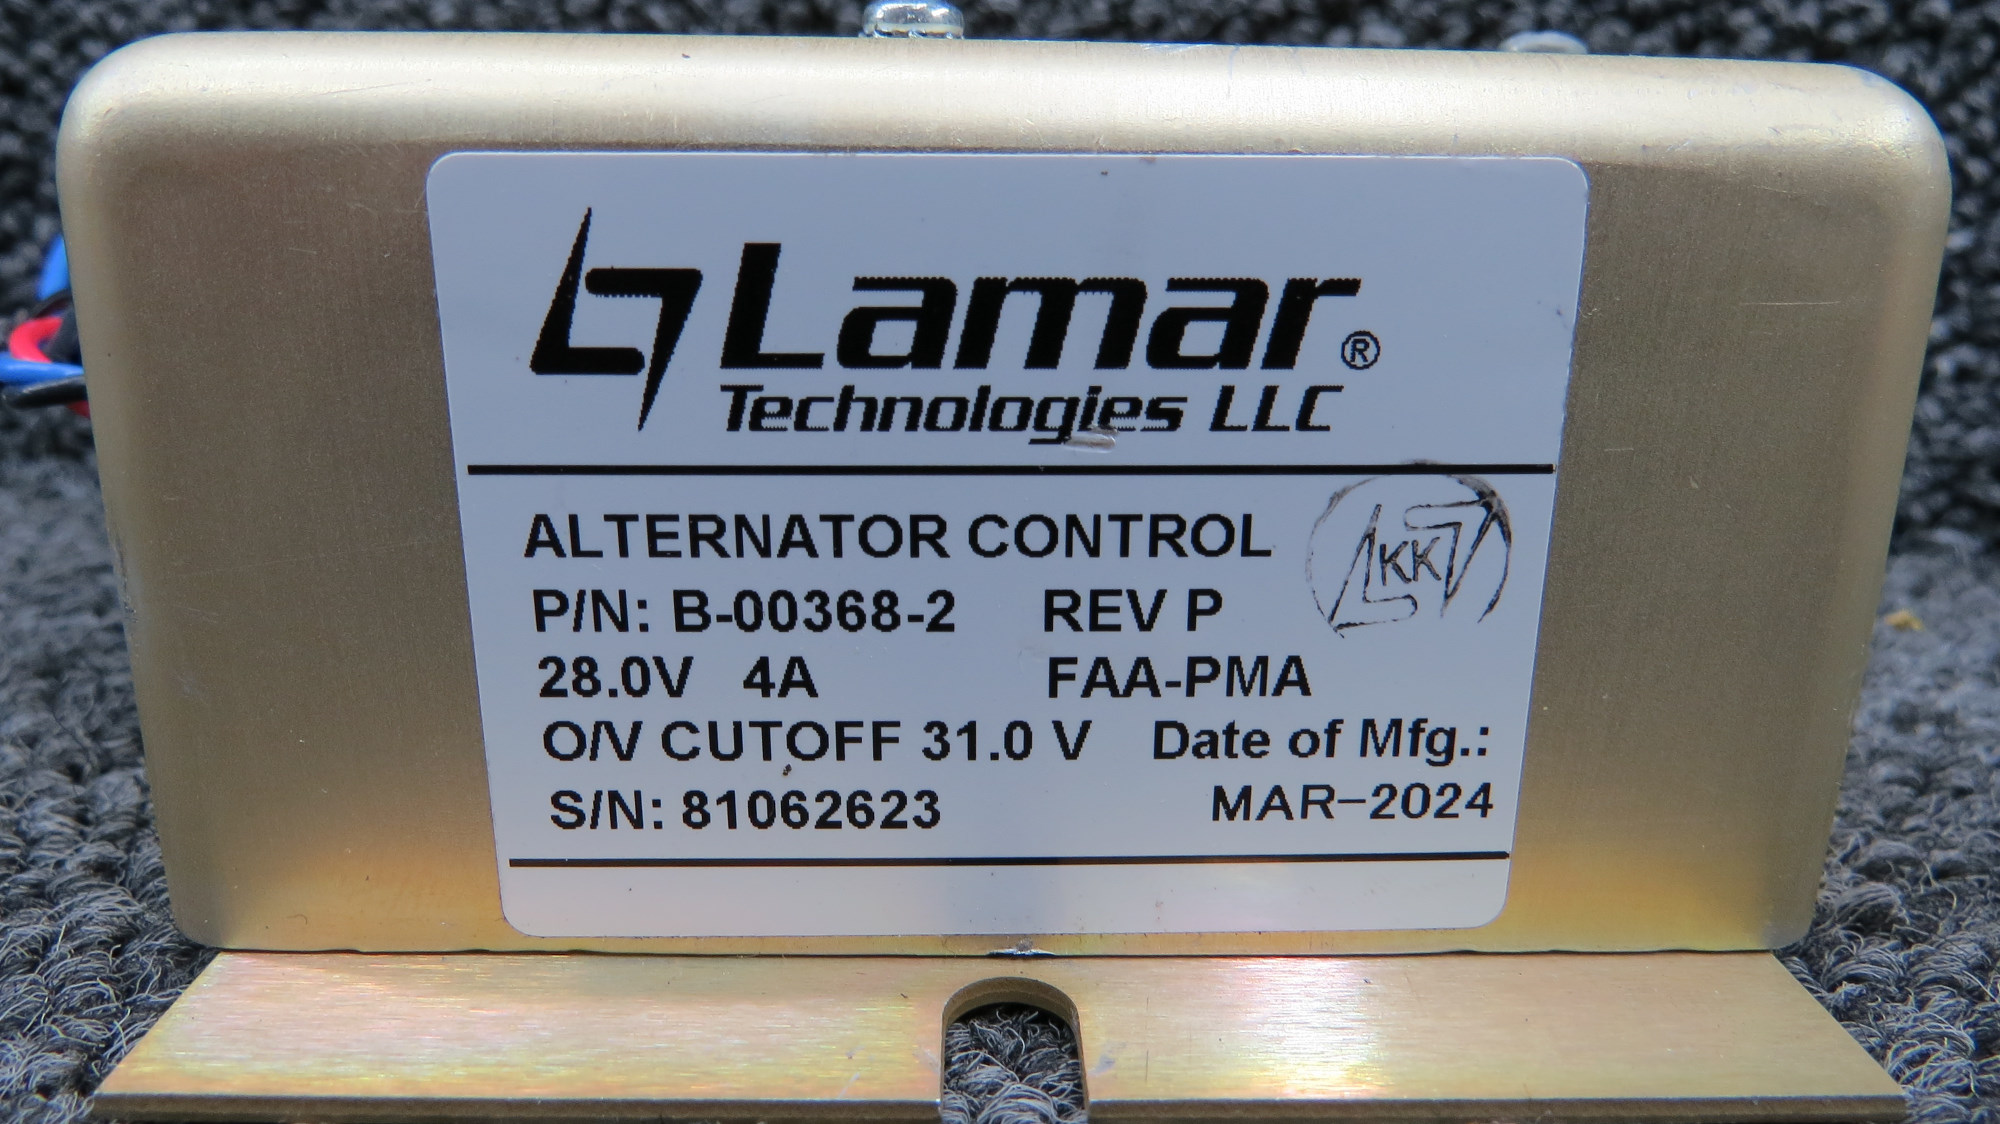 Lamar®
Technologies LLC
ALTERNATOR CONTROL
KK
P/N: B-00368-2 REV P
28.0V 4A FAA-PMA
O/V CUTOFF 31.0 V Date of Mfg.:
S/N: 81062623 MAR-2024